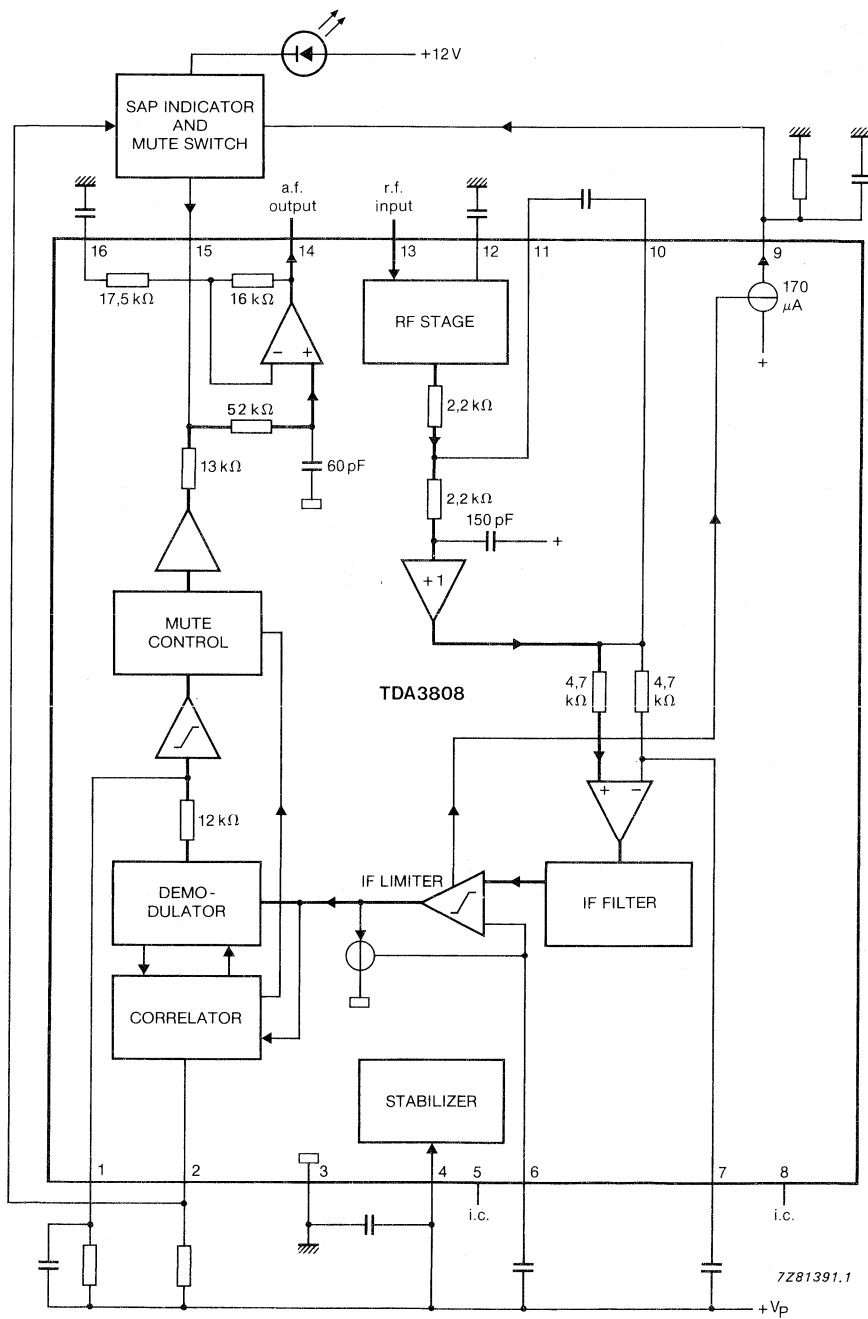 +12V
SAP INDICATOR
AND
MUTE SWITCH
a.f.
output
r.f.
input
16
15
14
13
12
11
10
9
17,5 kΩ
16 kΩ
RF STAGE
170
μA
+
- +
52 kΩ
2,2 kΩ
13 kΩ
60 pF
2,2 kΩ
150 pF
+
+1
MUTE
CONTROL
TDA3808
4,7
kΩ
4,7
kΩ
+ -
12 kΩ
DEMO-
DULATOR
IF LIMITER
IF FILTER
CORRELATOR
STABILIZER
1
2
3
4
5
6
7
8
i.c.
i.c.
7Z81391.1
+VP